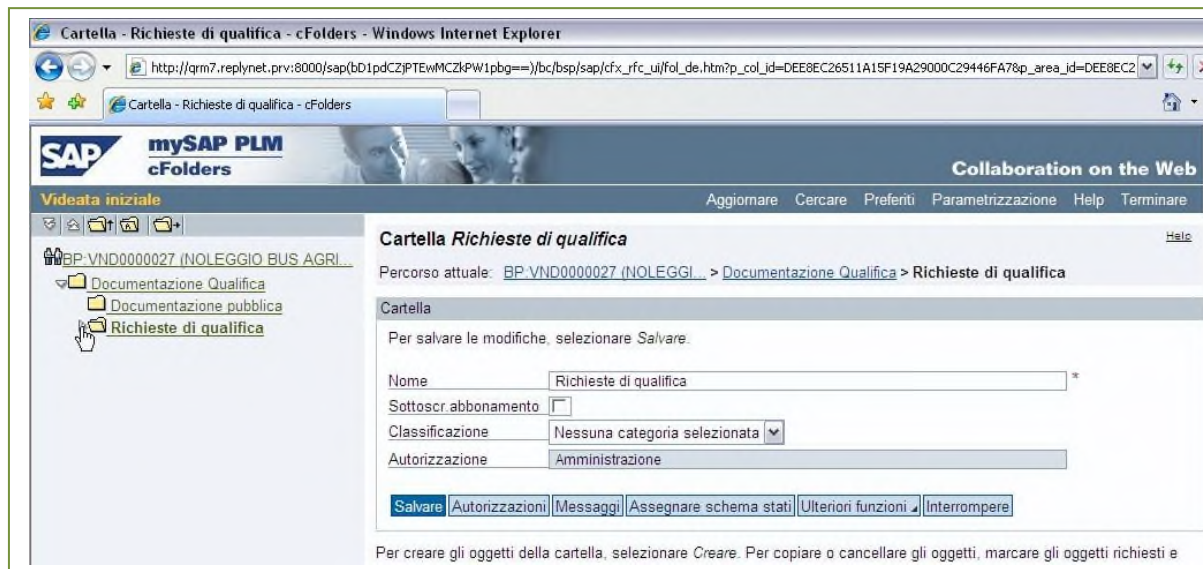 Cartella - Richieste di qualifica - cFolders - Windows Internet Explorer
http://qrm7.replynet.prv:8000/sap(bD1pdCZjPTEwMCZkPW1pbg==)/bc/bsp/sap/cfx_rfc_ui/fol_de.htm?p_col_id=DEE8EC26511A15F19A29000C29446FA7&p_area_id=DEE8EC2
Cartella - Richieste di qualifica - cFolders
SAP
mySAP PLM
cFolders
Collaboration on the Web
Videata iniziale
Aggiornare Cercare Preferiti Parametrizzazione Help Terminare
BP:VND0000027 (NOLEGGIO BUS AGRI...
Documentazione Qualifica
Documentazione pubblica
Richieste di qualifica
Cartella Richieste di qualifica
Help
Percorso attuale: BP:VND0000027 (NOLEGGI... > Documentazione Qualifica > Richieste di qualifica
Cartella
Per salvare le modifiche, selezionare Salvare.
Nome Richieste di qualifica *
Sottoscr.abbonamento
Classificazione Nessuna categoria selezionata
Autorizzazione Amministrazione
Salvare Autorizzazioni Messaggi Assegnare schema stati Ulteriori funzioni Interrompere
Per creare gli oggetti della cartella, selezionare Creare. Per copiare o cancellare gli oggetti, marcare gli oggetti richiesti e